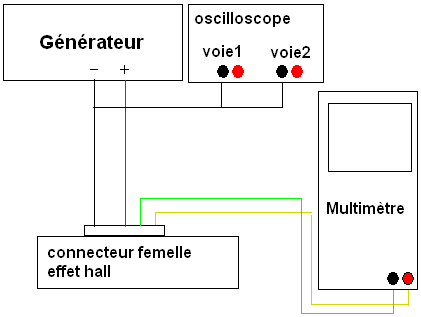 Générateur
− +
oscilloscope
voie1 voie2
Multimètre
connecteur femelle
effet hall